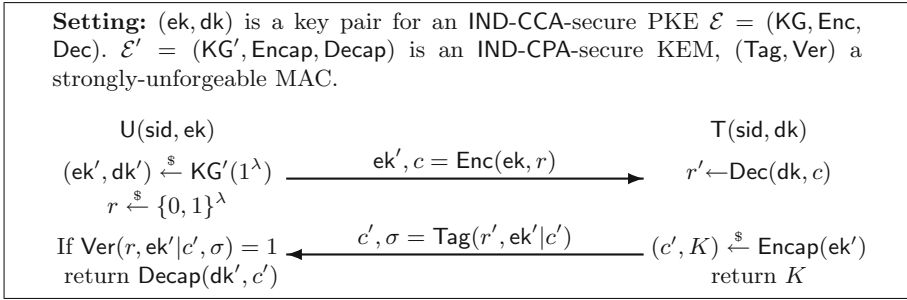 Setting: (ek, dk) is a key pair for an IND-CCA-secure PKE ℰ = (KG, Enc,
Dec). ℰ′ = (KG′, Encap, Decap) is an IND-CPA-secure KEM, (Tag, Ver) a
strongly-unforgeable MAC.
U(sid, ek) T(sid, dk)
(ek′, dk′) ←$ KG′(1^λ) ek′, c = Enc(ek, r) r′←Dec(dk, c)
r ←$ {0, 1}^λ
If Ver(r, ek′|c′, σ) = 1 c′, σ = Tag(r′, ek′|c′) (c′, K) ←$ Encap(ek′)
return Decap(dk′, c′) return K